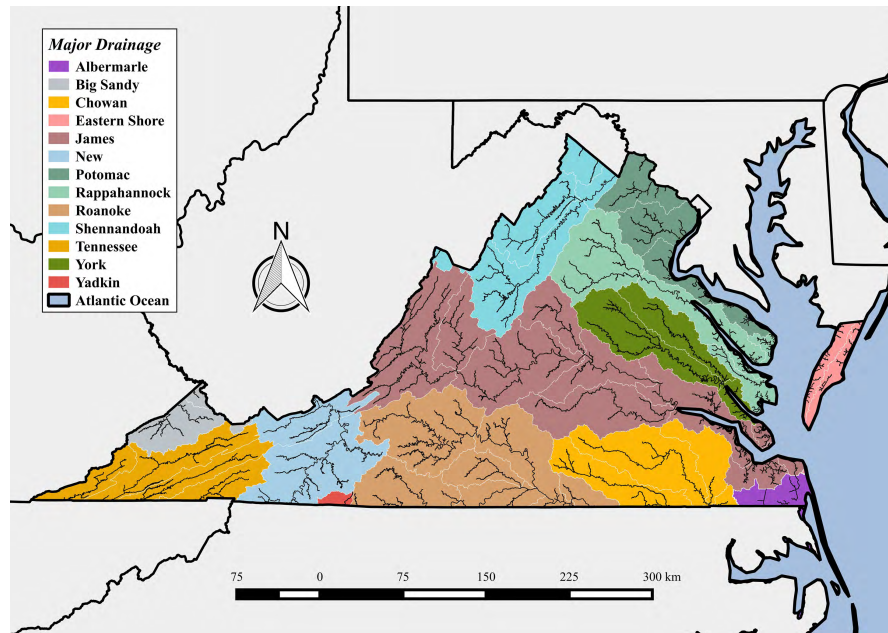 Major Drainage
Albermarle
Big Sandy
Chowan
Eastern Shore
James
New
Potomac
Rappahannock
Roanoke
Shennandoah
Tennessee
York
Yadkin
Atlantic Ocean
N
75 0 75 150 225 300 km